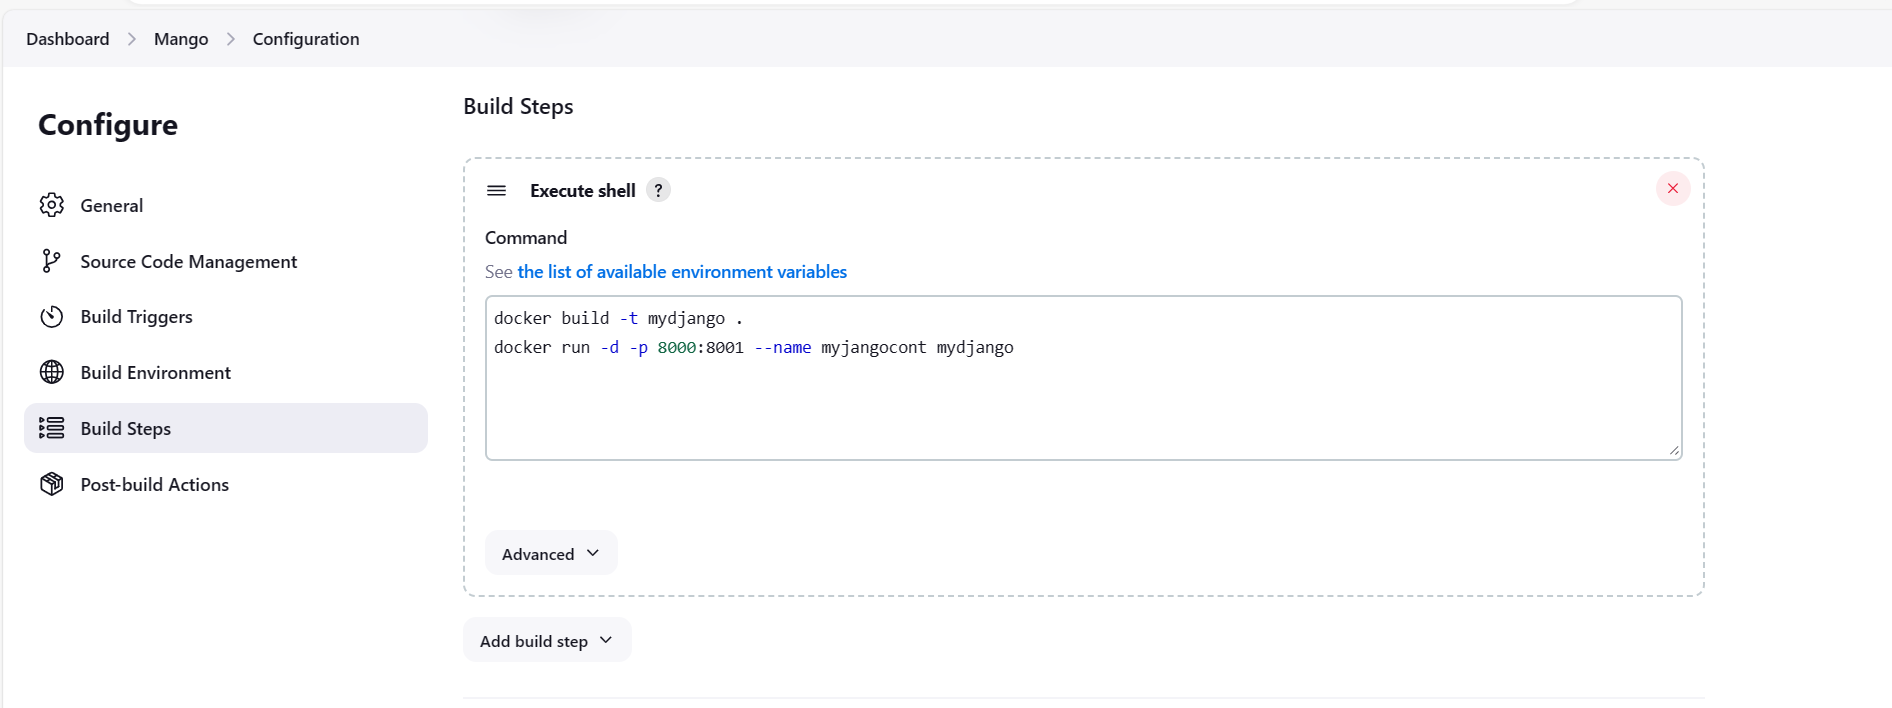 Dashboard > Mango > Configuration
Configure
General
Source Code Management
Build Triggers
Build Environment
Build Steps
Post-build Actions
Build Steps
Execute shell ?
Command
See the list of available environment variables
docker build -t mydjango .
docker run -d -p 8000:8001 --name myjangocont mydjango
Advanced
Add build step